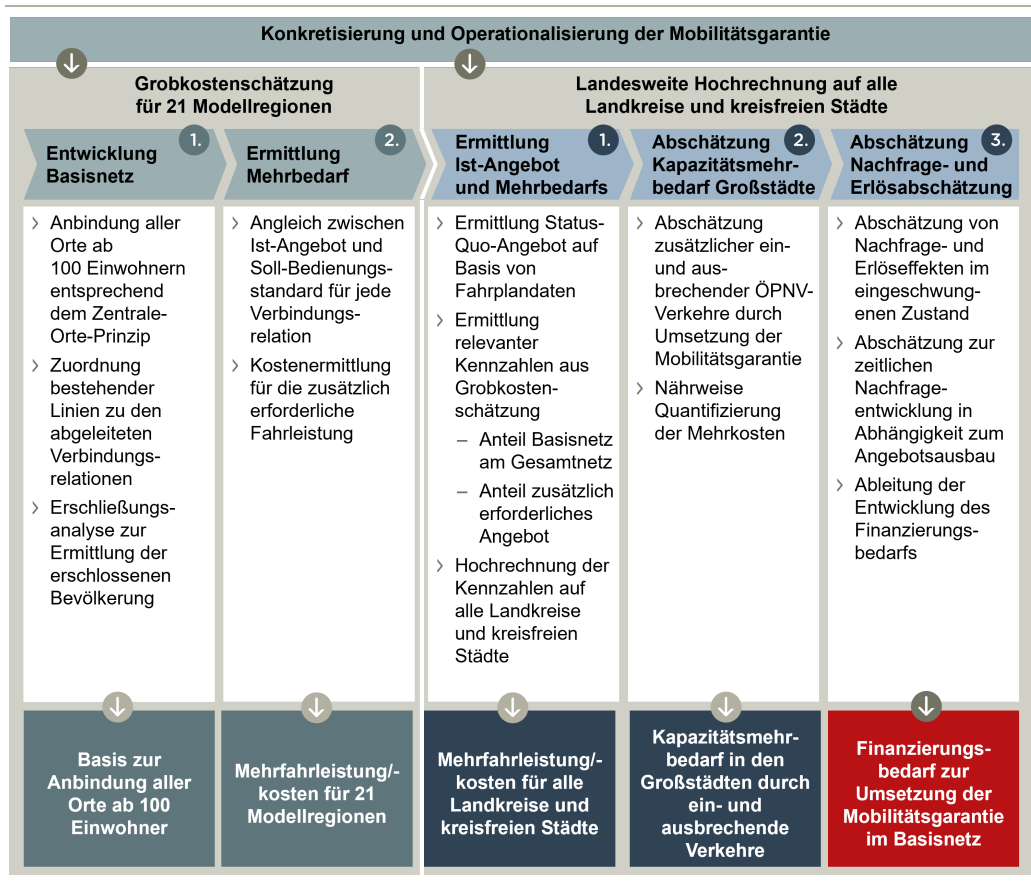 Konkretisierung und Operationalisierung der Mobilitätsgarantie
Grobkostenschätzung
für 21 Modellregionen
1.
Entwicklung
Basisnetz
› Anbindung aller
Orte ab
100 Einwohnern
entsprechend
dem Zentrale-
Orte-Prinzip
› Zuordnung
bestehender
Linien zu den
abgeleiteten
Verbindungs-
relationen
› Erschließungs-
analyse zur
Ermittlung der
erschlossenen
Bevölkerung
Basis zur
Anbindung aller
Orte ab 100
Einwohner
2.
Ermittlung
Mehrbedarf
› Angleich zwischen
Ist-Angebot und
Soll-Bedienungs-
standard für jede
Verbindungs-
relation
› Kostenermittlung
für die zusätzlich
erforderliche
Fahrleistung
Mehrfahrleistung/-
kosten für 21
Modellregionen
Landesweite Hochrechnung auf alle
Landkreise und kreisfreien Städte
1.
Ermittlung
Ist-Angebot
und Mehrbedarfs
› Ermittlung Status-
Quo-Angebot auf
Basis von
Fahrplandaten
› Ermittlung
relevanter
Kennzahlen aus
Grobkosten-
schätzung
– Anteil Basisnetz
am Gesamtnetz
– Anteil zusätzlich
erforderliches
Angebot
› Hochrechnung der
Kennzahlen auf
alle Landkreise
und kreisfreien
Städte
Mehrfahrleistung/-
kosten für alle
Landkreise und
kreisfreien Städte
2.
Abschätzung
Kapazitätsmehr-
bedarf Großstädte
› Abschätzung
zusätzlicher ein-
und aus-
brechender ÖPNV-
Verkehre durch
Umsetzung der
Mobilitätsgarantie
› Nährweise
Quantifizierung
der Mehrkosten
Kapazitätsmehr-
bedarf in den
Großstädten durch
ein- und
ausbrechende
Verkehre
3.
Abschätzung
Nachfrage- und
Erlösabschätzung
› Abschätzung von
Nachfrage- und
Erlöseffekten im
eingeschwung-
enen Zustand
› Abschätzung zur
zeitlichen
Nachfrage-
entwicklung in
Abhängigkeit zum
Angebotsausbau
› Ableitung der
Entwicklung des
Finanzierungs-
bedarfs
Finanzierungs-
bedarf zur
Umsetzung der
Mobilitätsgarantie
im Basisnetz